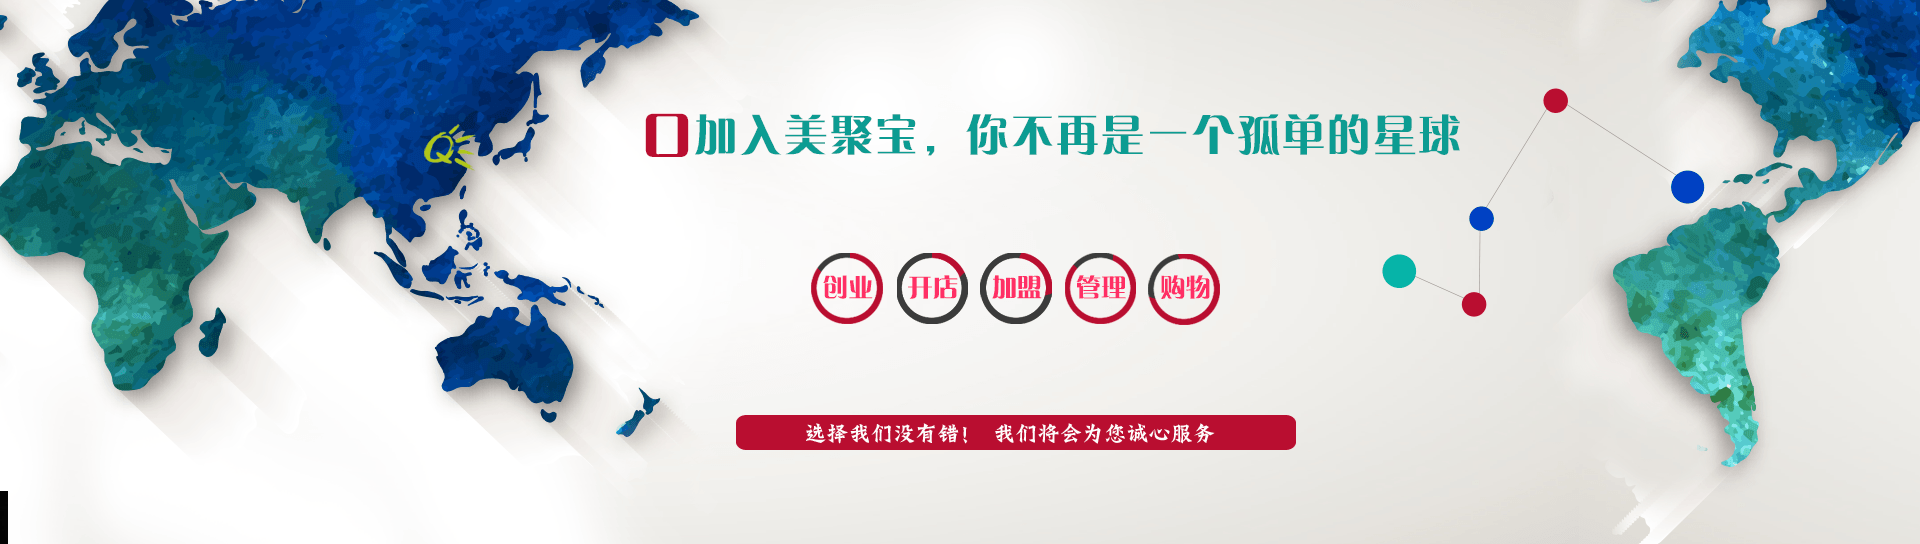 加入美聚宝，你不再是一个孤单的星球
Q
创业 开店 加盟 管理 购物
选择我们没有错！ 我们将会为您诚心服务